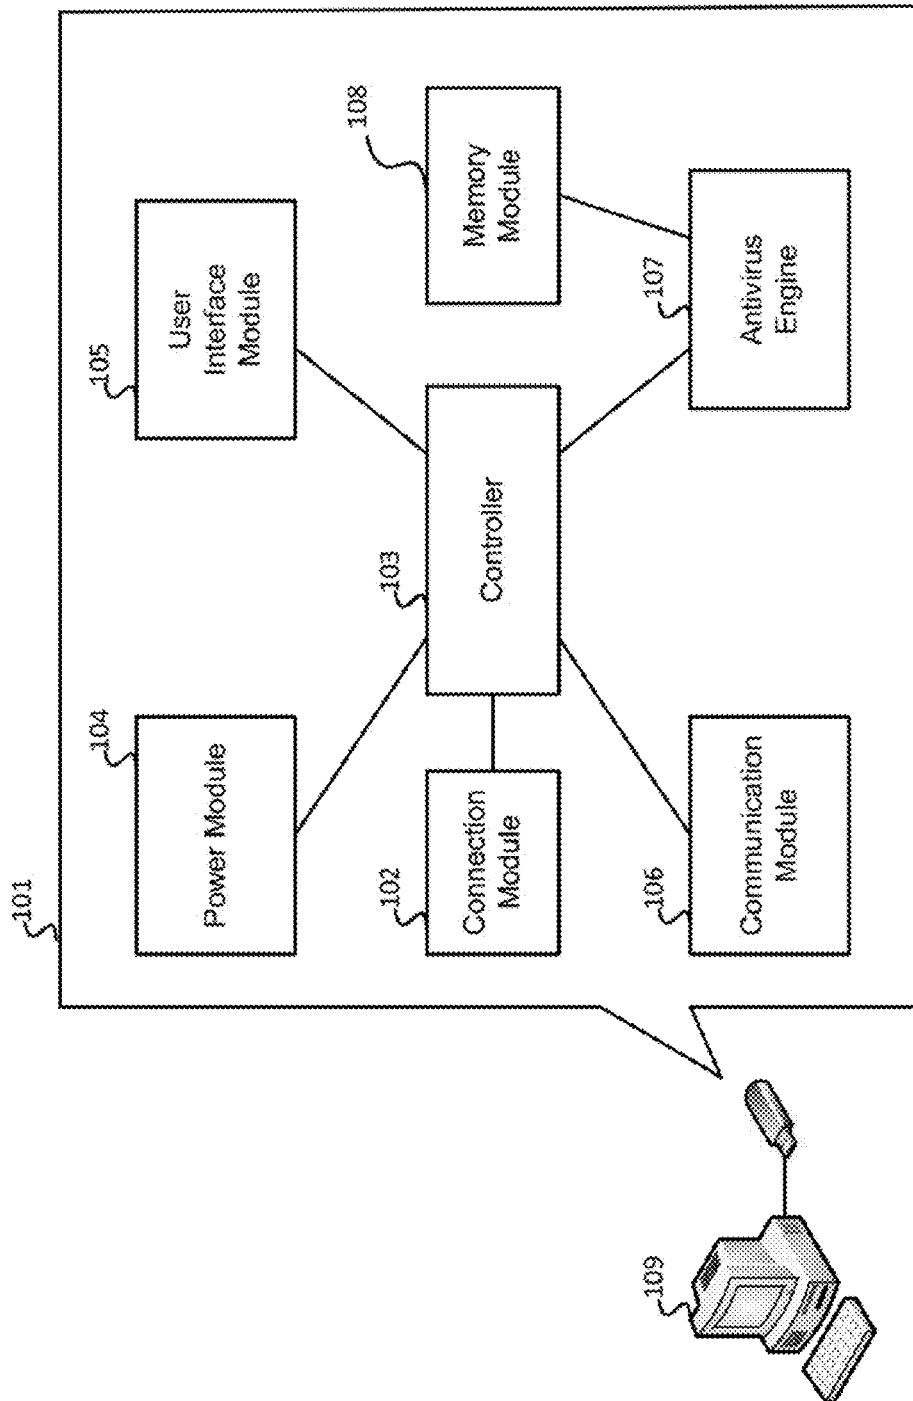 101
104
Power Module
105
User
Interface
Module
102
Connection
Module
103
Controller
108
Memory
Module
106
Communication
Module
107
Antivirus
Engine
109